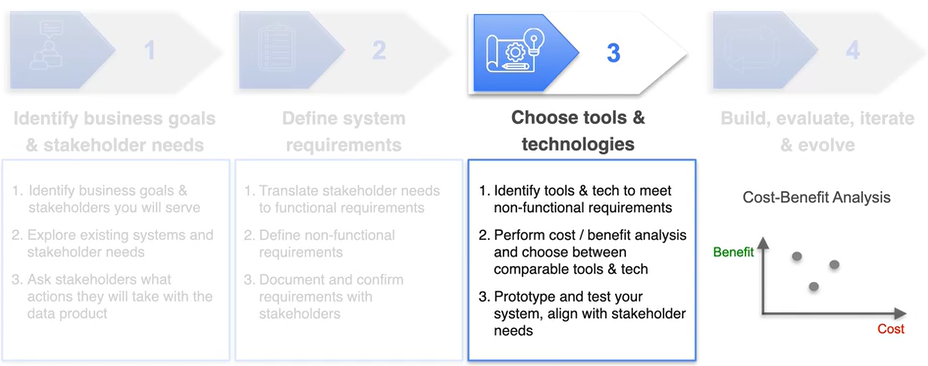 1
Identify business goals
& stakeholder needs
1. Identify business goals &
stakeholders you will serve
2. Explore existing systems and
stakeholder needs
3. Ask stakeholders what
actions they will take with the
data product
2
Define system
requirements
1. Translate stakeholder needs
to functional requirements
2. Define non-functional
requirements
3. Document and confirm
requirements with
stakeholders
3
Choose tools &
technologies
1. Identify tools & tech to meet
non-functional requirements
2. Perform cost / benefit analysis
and choose between
comparable tools & tech
3. Prototype and test your
system, align with stakeholder
needs
4
Build, evaluate, iterate
& evolve
Cost-Benefit Analysis
Benefit
Cost